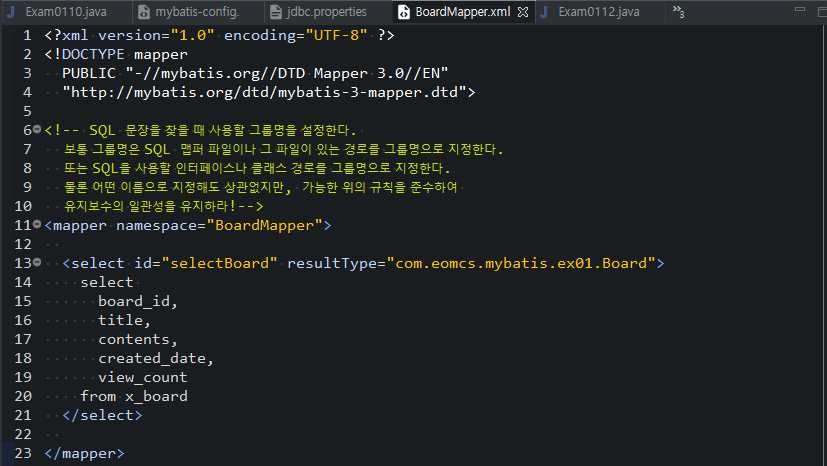 Exam0110.java mybatis-config. jdbc.properties BoardMapper.xml Exam0112.java »3
1 <?xml version="1.0" encoding="UTF-8" ?>
2 <!DOCTYPE mapper
3 PUBLIC "-//mybatis.org//DTD Mapper 3.0//EN"
4 "http://mybatis.org/dtd/mybatis-3-mapper.dtd">
5
6 <!-- SQL 문장을 찾을 때 사용할 그룹명을 설정한다.
7 보통 그룹명은 SQL 맵퍼 파일이나 그 파일이 있는 경로를 그룹명으로 지정한다.
8 또는 SQL을 사용할 인터페이스나 클래스 경로를 그룹명으로 지정한다.
9 물론 어떤 이름으로 지정해도 상관없지만, 가능한 위의 규칙을 준수하여
10 유지보수의 일관성을 유지하라!-->
11 <mapper namespace="BoardMapper">
12
13 <select id="selectBoard" resultType="com.eomcs.mybatis.ex01.Board">
14 select
15 board_id,
16 title,
17 contents,
18 created_date,
19 view_count
20 from x_board
21 </select>
22
23 </mapper>